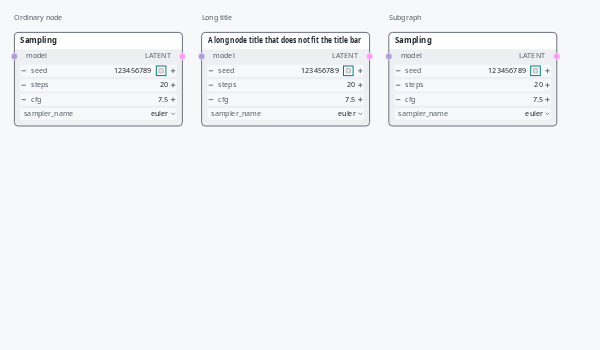 Ordinary node
Sampling
model LATENT
− seed 123456789 +
− steps 20 +
− cfg 7.5 +
sampler_name euler
Long title
A long node title that does not fit the title bar
model LATENT
− seed 123456789 +
− steps 20 +
− cfg 7.5 +
sampler_name euler
Subgraph
Sampling
model LATENT
− seed 123456789 +
− steps 20 +
− cfg 7.5 +
sampler_name euler